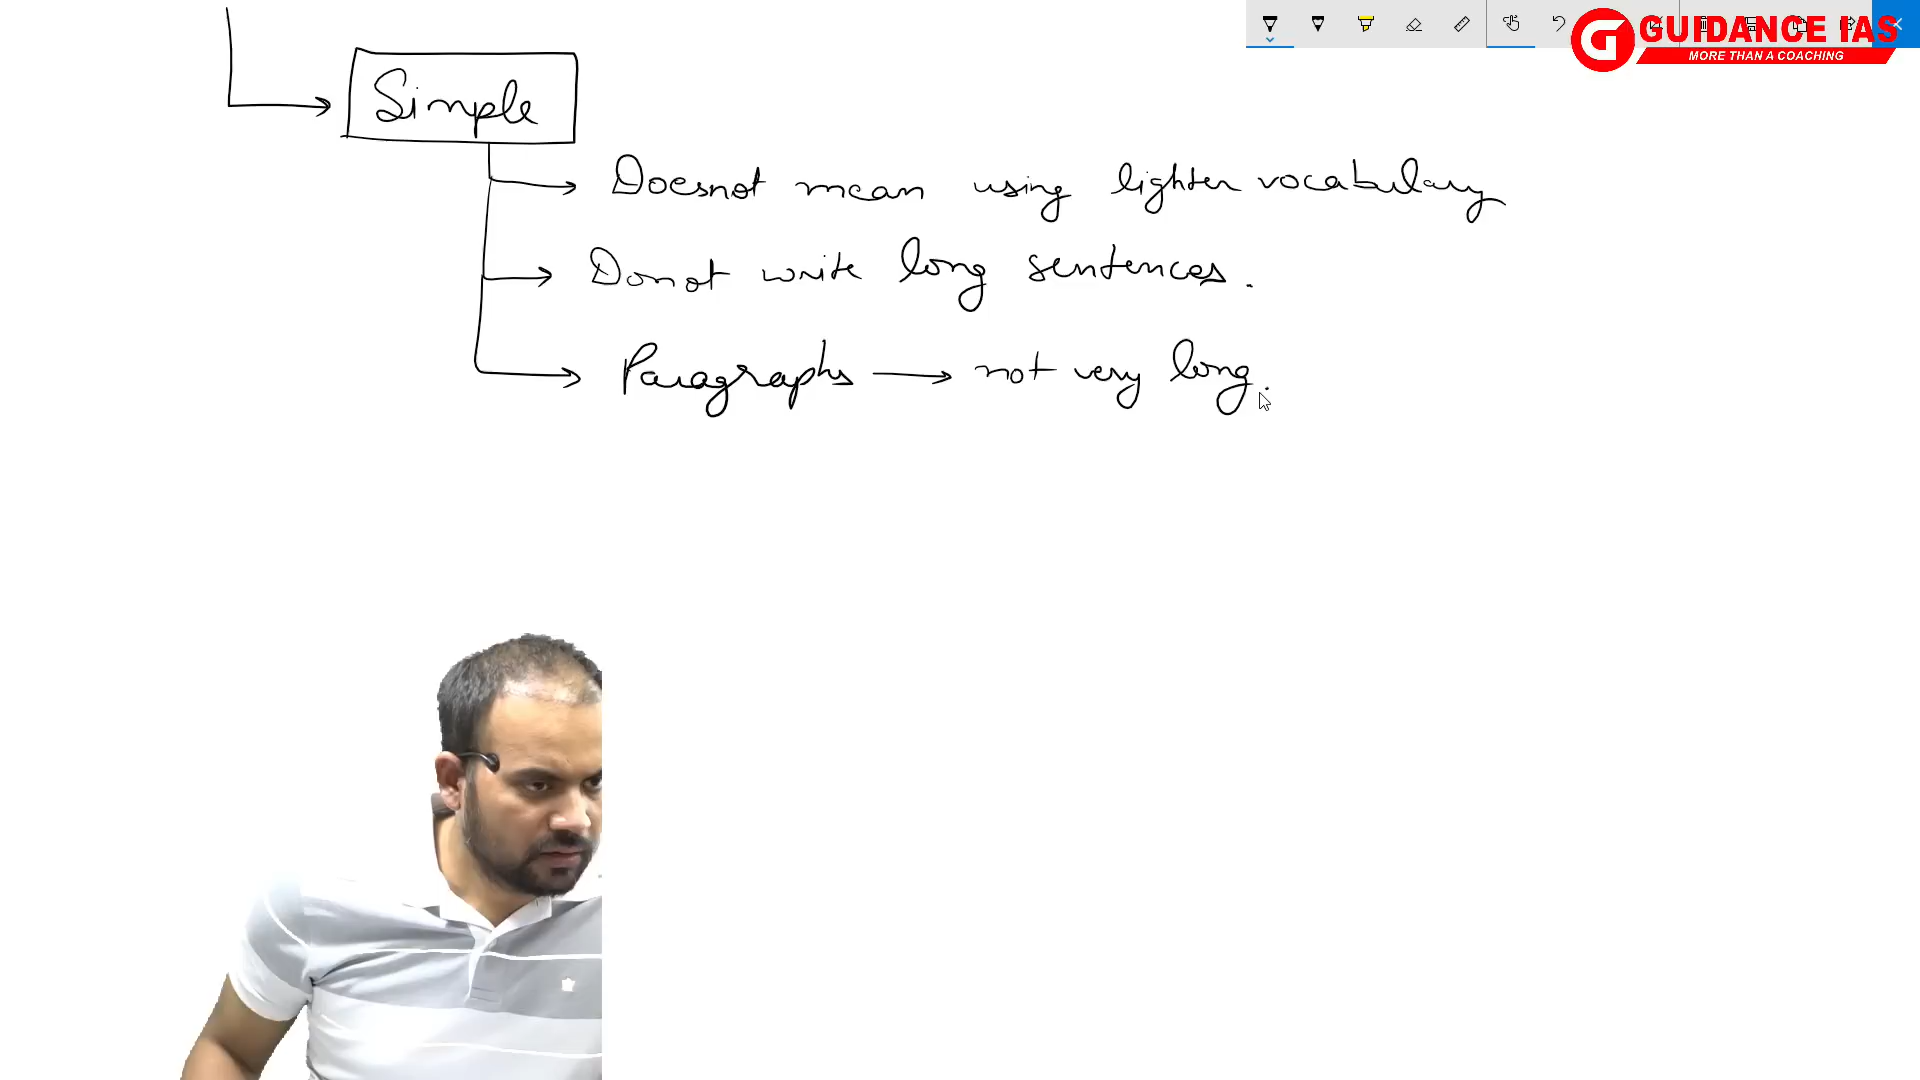 GUIDANCE IAS
MORE THAN A COACHING
Simple
Doesnot mean using lighter vocabulary
Donot write long sentences.
Paragraphs → not very long.